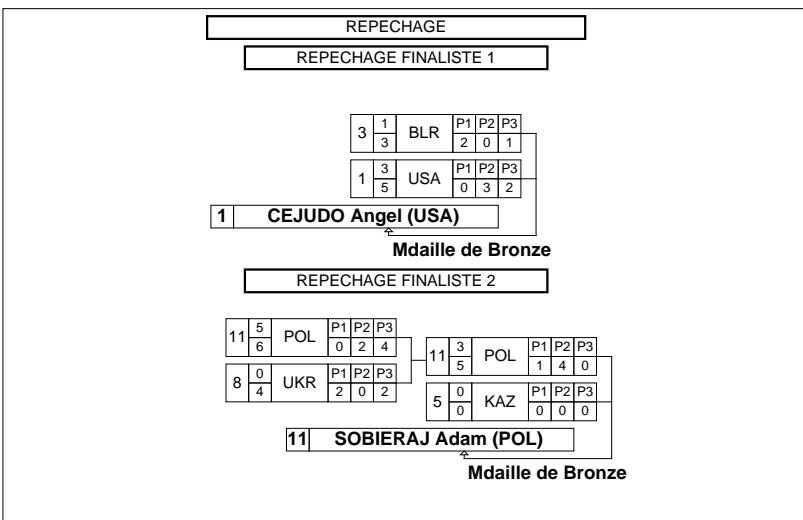 REPECHAGE
REPECHAGE FINALISTE 1
3 1 BLR P1 P2 P3
3 2 0 1
1 3 USA P1 P2 P3
5 0 3 2
1 CEJUDO Angel (USA)
Mdaille de Bronze
REPECHAGE FINALISTE 2
11 5 POL P1 P2 P3
6 0 2 4
8 0 UKR P1 P2 P3
4 2 0 2
11 3 POL P1 P2 P3
5 1 4 0
5 0 KAZ P1 P2 P3
0 0 0 0
11 SOBIERAJ Adam (POL)
Mdaille de Bronze